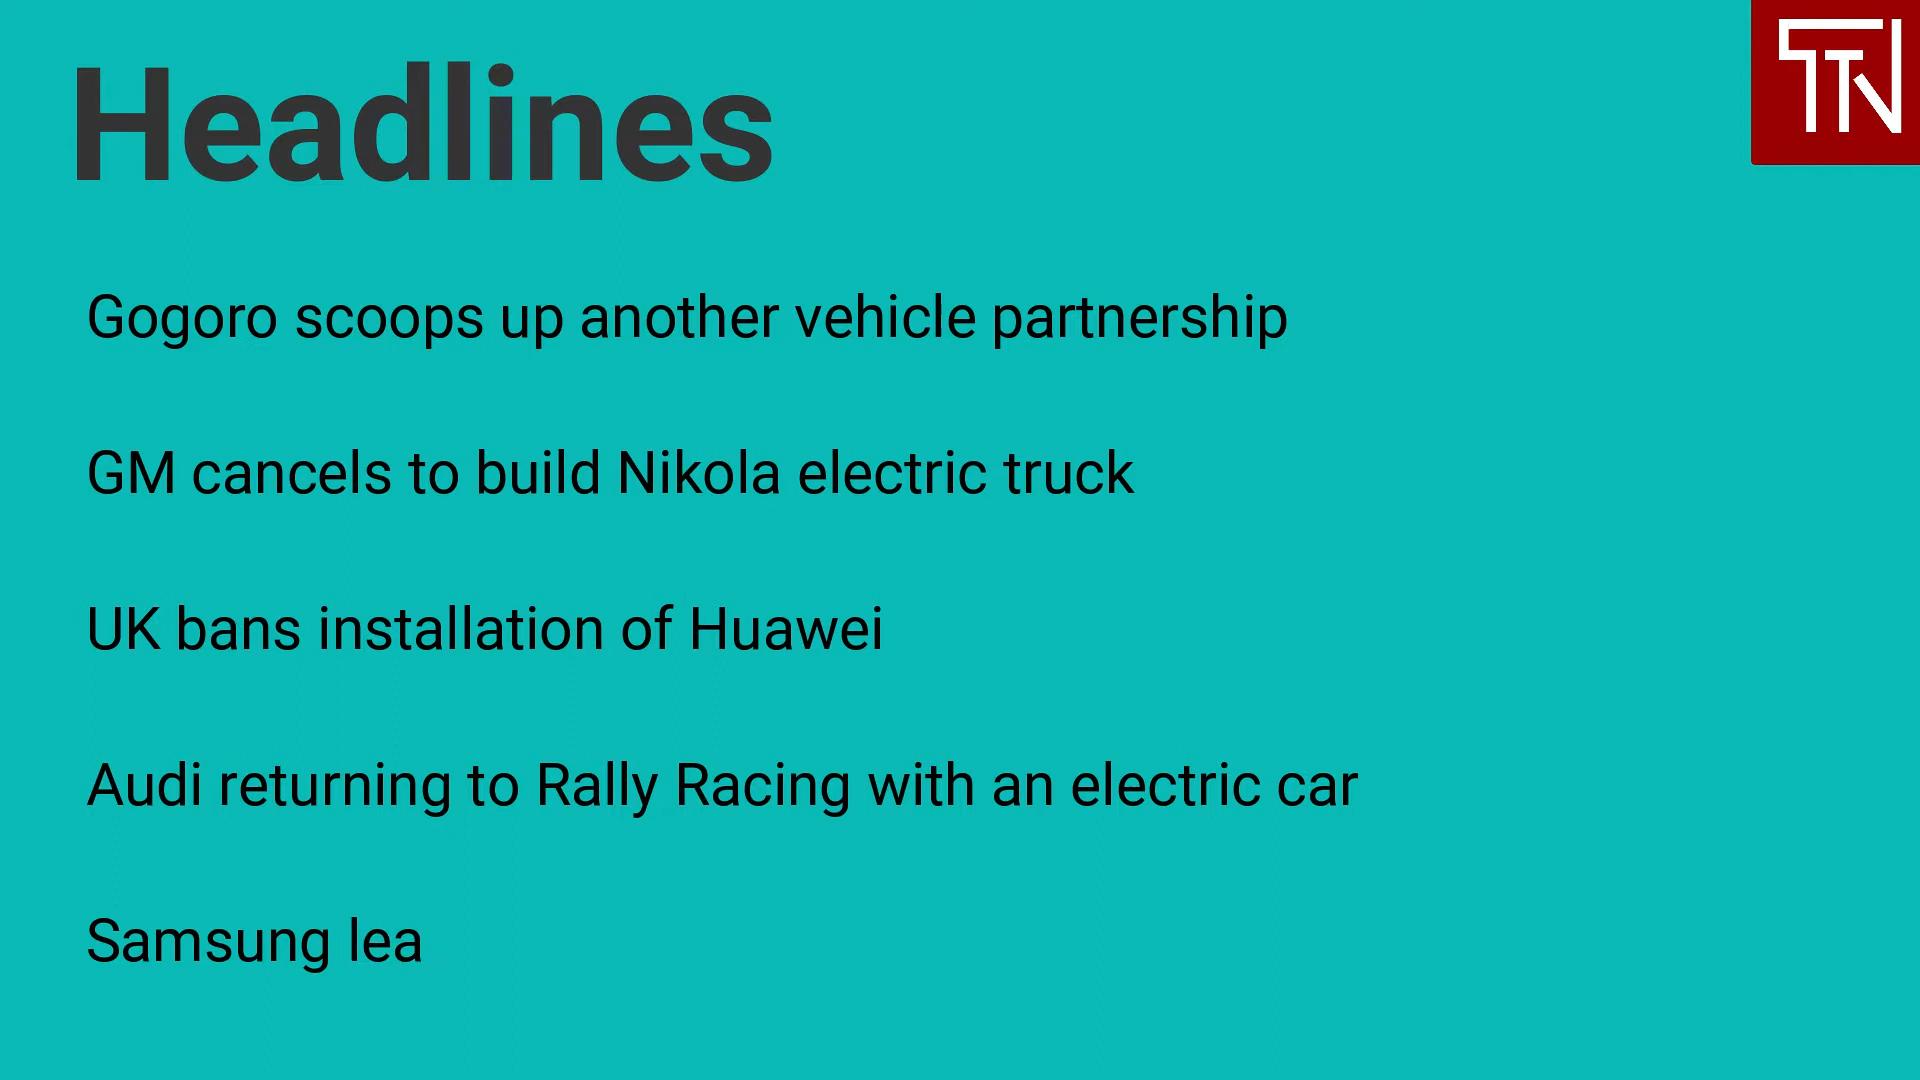 TTN
Headlines
Gogoro scoops up another vehicle partnership
GM cancels to build Nikola electric truck
UK bans installation of Huawei
Audi returning to Rally Racing with an electric car
Samsung lea